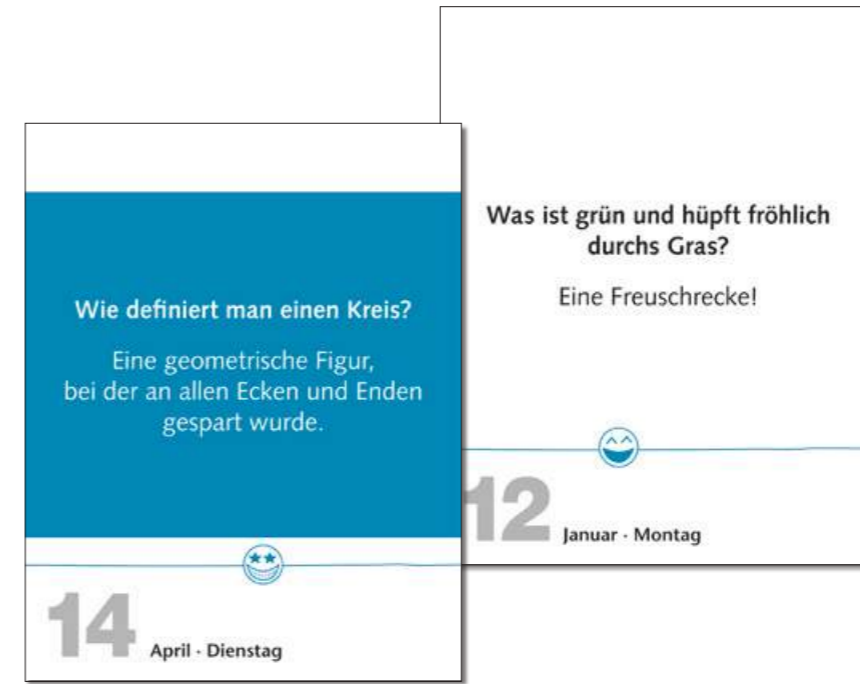 Wie definiert man einen Kreis?
Eine geometrische Figur,
bei der an allen Ecken und Enden
gespart wurde.
14
April · Dienstag
Was ist grün und hüpft fröhlich
durchs Gras?
Eine Freuschrecke!
12
Januar · Montag